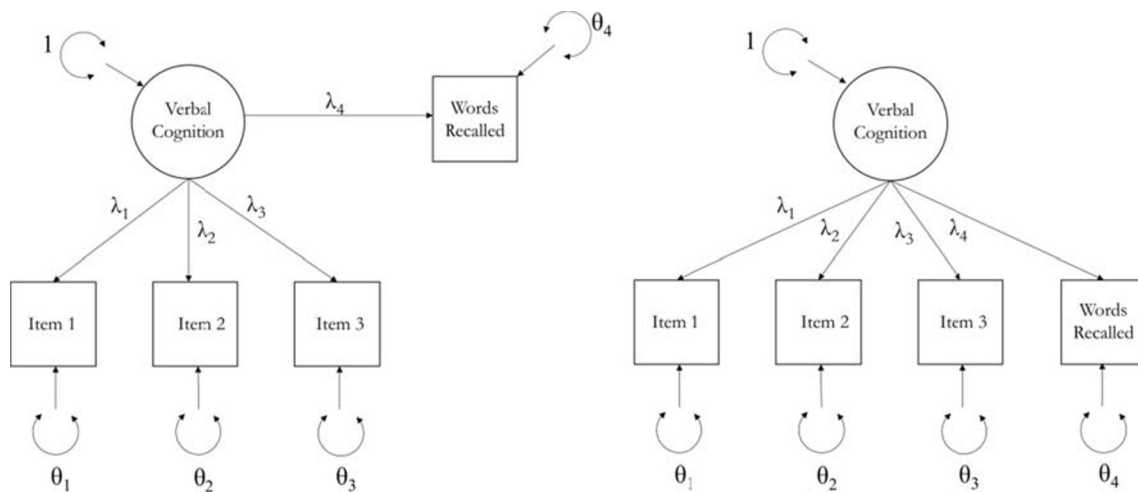 1
Verbal
Cognition
λ4
Words
Recalled
θ4
λ1
λ2
λ3
Item 1
Item 2
Item 3
θ1
θ2
θ3
1
Verbal
Cognition
λ1
λ2
λ3
λ4
Item 1
Item 2
Item 3
Words
Recalled
θ1
θ2
θ3
θ4